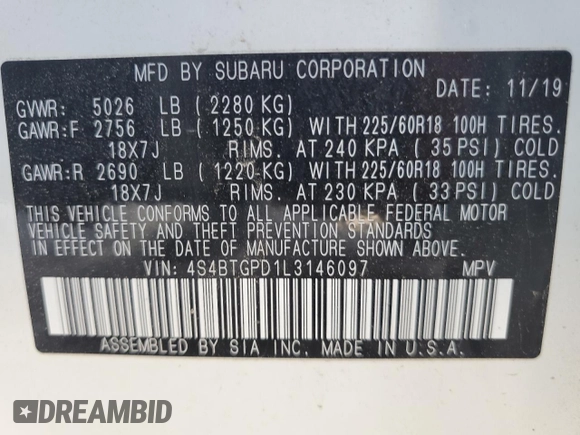 MFD BY SUBARU CORPORATION
DATE: 11/19
GVWR: 5026 LB (2280 KG)
GAWR:F 2756 LB (1250 KG) WITH 225/60R18 100H TIRES.
18X7J RIMS. AT 240 KPA (35 PSI) COLD
GAWR:R 2690 LB (1220 KG) WITH 225/60R18 100H TIRES.
18X7J RIMS. AT 230 KPA (33 PSI) COLD
THIS VEHICLE CONFORMS TO ALL APPLICABLE FEDERAL MOTOR
VEHICLE SAFETY AND THEFT PREVENTION STANDARDS
IN EFFECT ON THE DATE OF MANUFACTURE SHOWN ABOVE.
VIN: 4S4BTGPD1L3146097 MPV
ASSEMBLED BY SIA INC. MADE IN U.S.A.
DREAMBID